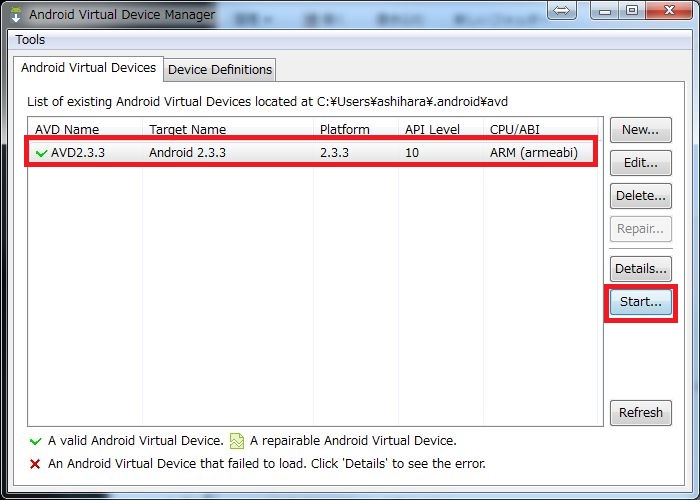 Android Virtual Device Manager
Tools
Android Virtual Devices
Device Definitions
List of existing Android Virtual Devices located at C:¥Users¥ashihara¥.android¥avd
AVD Name Target Name Platform API Level CPU/ABI
AVD2.3.3 Android 2.3.3 2.3.3 10 ARM (armeabi)
New...
Edit...
Delete...
Repair...
Details...
Start...
Refresh
A valid Android Virtual Device. A repairable Android Virtual Device.
An Android Virtual Device that failed to load. Click 'Details' to see the error.